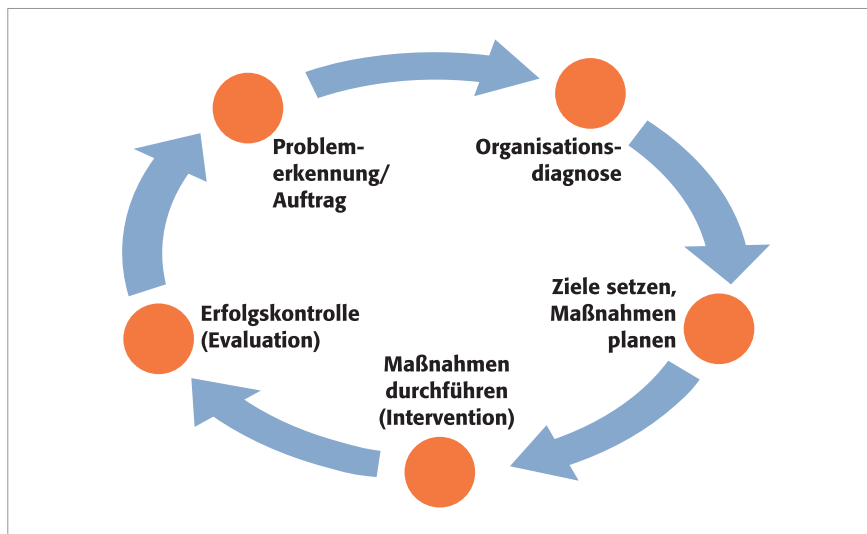 Problem-
erkennung/
Auftrag
Organisations-
diagnose
Ziele setzen,
Maßnahmen
planen
Maßnahmen
durchführen
(Intervention)
Erfolgskontrolle
(Evaluation)